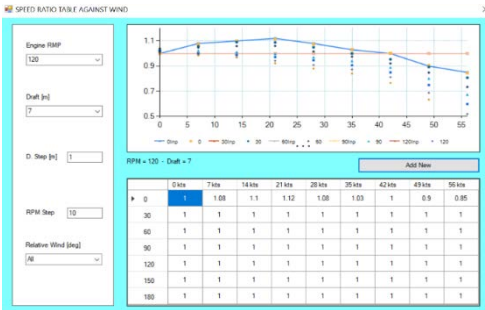 SPEED RATIO TABLE AGAINST WIND
Engine RMP
120
Draft [m]
7
D. Step [m] 1
RPM Step 10
Relative Wind [deg]
All
1.1
0.9
0.7
0.5
0 5 10 15 20 25 30 35 40 45 50 55
0inp 0 30inp 30 60inp 60 90inp 90 120inp 120
RPM = 120 - Draft = 7
Add New
0 kts 7 kts 14 kts 21 kts 28 kts 35 kts 42 kts 49 kts 56 kts
0 1 1.08 1.1 1.12 1.08 1.03 1 0.9 0.85
30 1 1 1 1 1 1 1 1 1
60 1 1 1 1 1 1 1 1 1
90 1 1 1 1 1 1 1 1 1
120 1 1 1 1 1 1 1 1 1
150 1 1 1 1 1 1 1 1 1
180 1 1 1 1 1 1 1 1 1